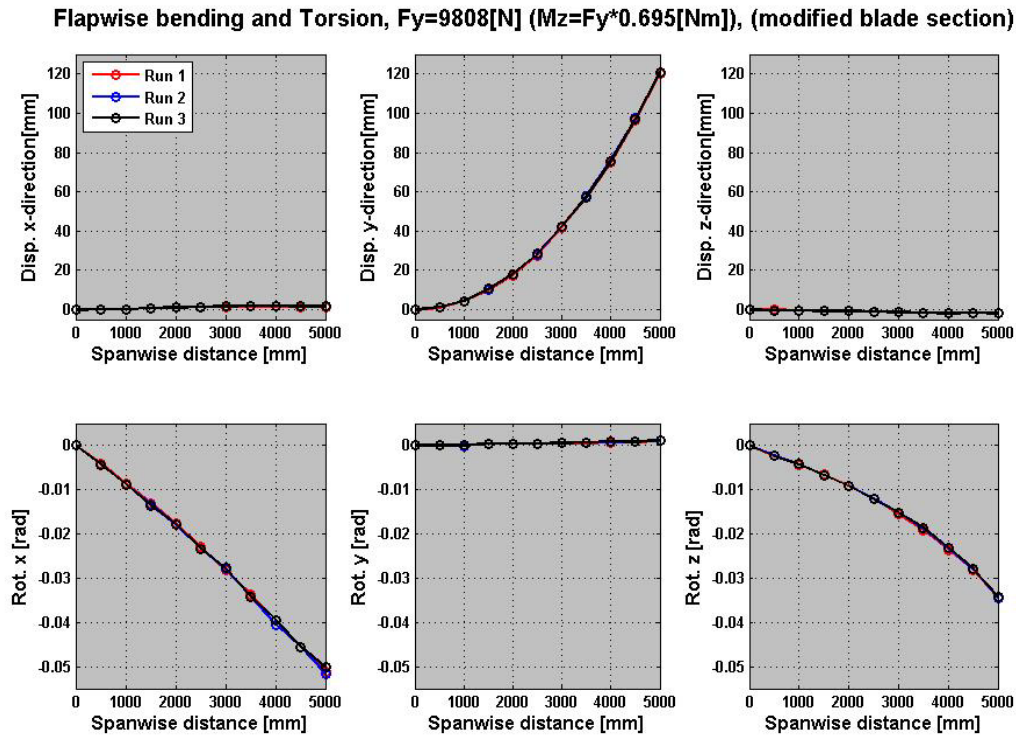 Flapwise bending and Torsion, Fy=9808[N] (Mz=Fy*0.695[Nm]), (modified blade section)
Disp. x-direction[mm]
120
100
80
60
40
20
0
Run 1
Run 2
Run 3
0 1000 2000 3000 4000 5000
Spanwise distance [mm]
Disp. y-direction[mm]
120
100
80
60
40
20
0
0 1000 2000 3000 4000 5000
Spanwise distance [mm]
Disp. z-direction[mm]
120
100
80
60
40
20
0
0 1000 2000 3000 4000 5000
Spanwise distance [mm]
Rot. x [rad]
0
-0.01
-0.02
-0.03
-0.04
-0.05
0 1000 2000 3000 4000 5000
Spanwise distance [mm]
Rot. y [rad]
0
-0.01
-0.02
-0.03
-0.04
-0.05
0 1000 2000 3000 4000 5000
Spanwise distance [mm]
Rot. z [rad]
0
-0.01
-0.02
-0.03
-0.04
-0.05
0 1000 2000 3000 4000 5000
Spanwise distance [mm]